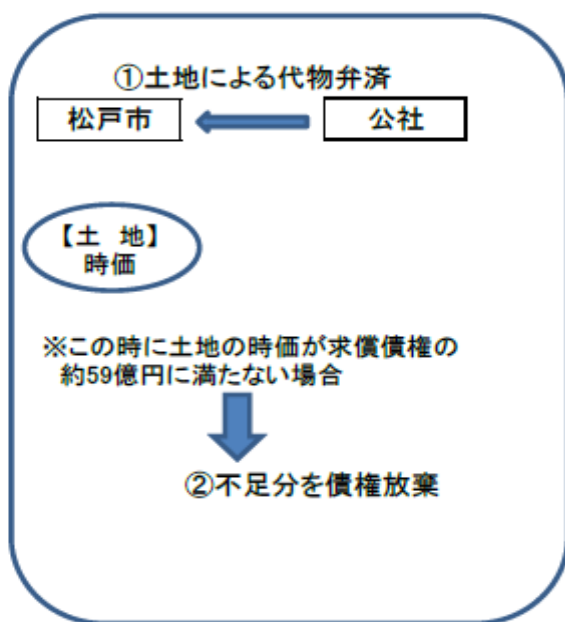 ①土地による代物弁済
松戸市
公社
【土 地】
時価
※この時に土地の時価が求償債権の
約59億円に満たない場合
②不足分を債権放棄